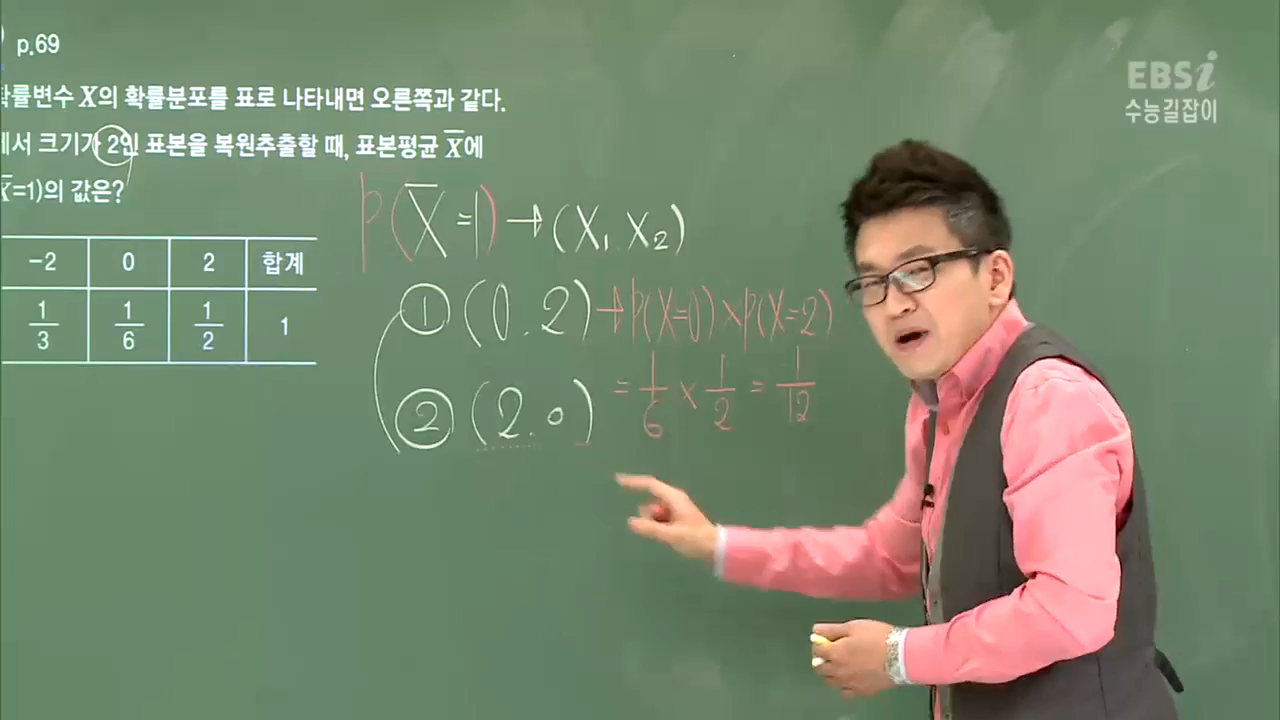 p.69
확률변수 X의 확률분포를 표로 나타내면 오른쪽과 같다.
에서 크기가 2인 표본을 복원추출할 때, 표본평균 X̄에
X̄=1)의 값은?
-2 0 2 합계
1/3 1/6 1/2 1
P(X̄=1) → (X₁, X₂)
① (0, 2) → P(X=0)×P(X=2)
= 1/6 × 1/2 = 1/12
② (2, 0)
EBSi
수능길잡이